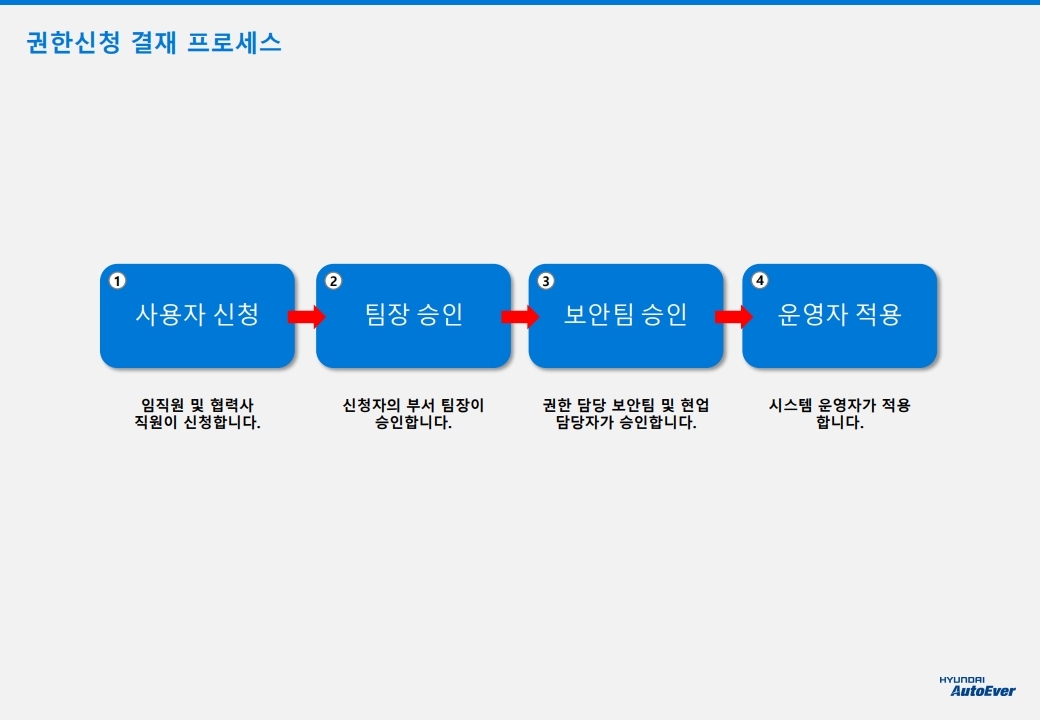 권한신청 결재 프로세스
1
사용자 신청
2
팀장 승인
3
보안팀 승인
4
운영자 적용
임직원 및 협력사
직원이 신청합니다.
신청자의 부서 팀장이
승인합니다.
권한 담당 보안팀 및 현업
담당자가 승인합니다.
시스템 운영자가 적용
합니다.
HYUNDAI
AutoEver